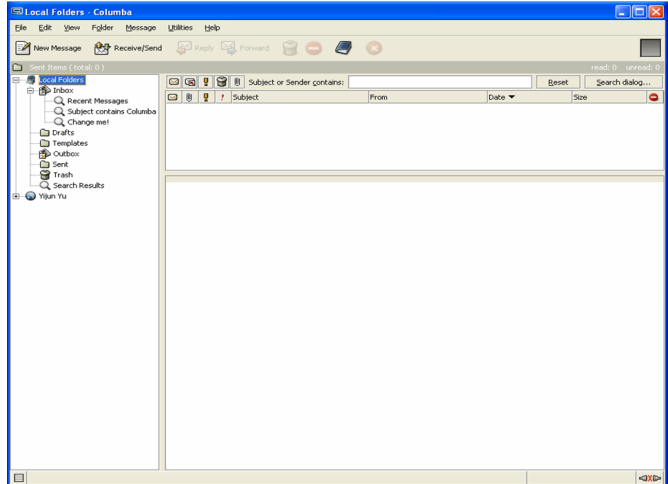 Local Folders - Columba
File Edit View Folder Message Utilities Help
New Message Receive/Send Reply Forward
Sent Items ( total: 0 ) read: 0 unread: 0
Local Folders
Inbox
Recent Messages
Subject contains Columba
Change me!
Drafts
Templates
Outbox
Sent
Trash
Search Results
Yijun Yu
Subject or Sender contains: Reset Search dialog...
! Subject From Date Size